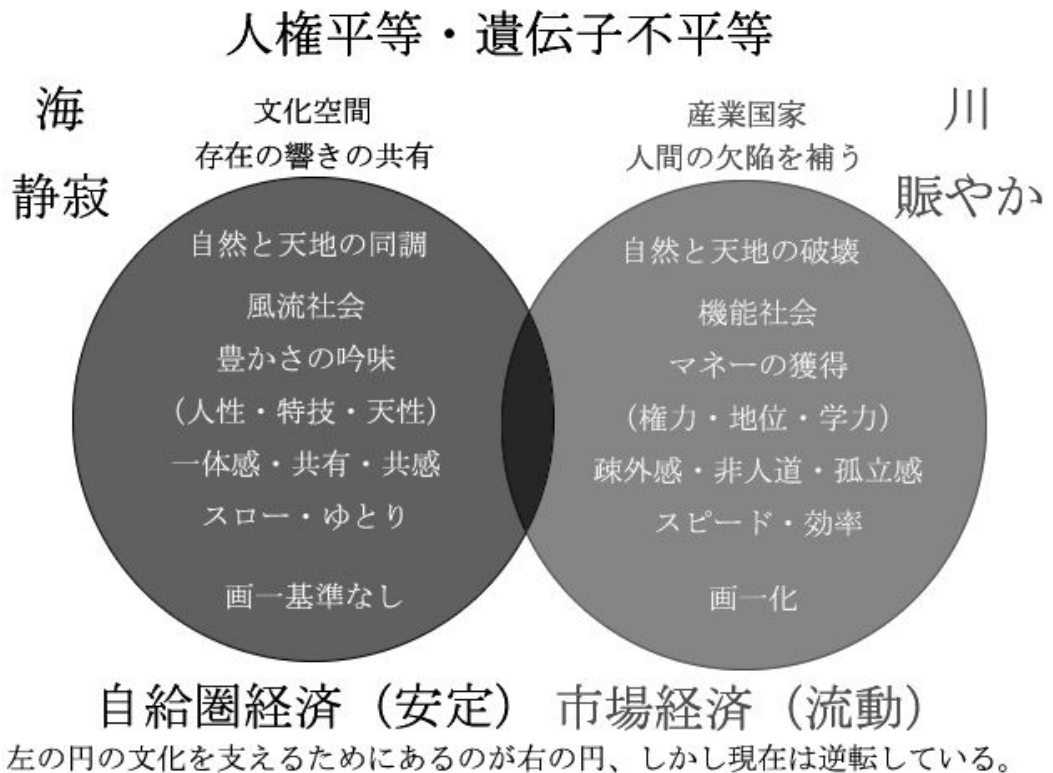 人権平等・遺伝子不平等
海
静寂
文化空間
存在の響きの共有
自然と天地の同調
風流社会
豊かさの吟味
（人性・特技・天性）
一体感・共有・共感
スロー・ゆとり
画一基準なし
自給圏経済（安定）
川
賑やか
産業国家
人間の欠陥を補う
自然と天地の破壊
機能社会
マネーの獲得
（権力・地位・学力）
疎外感・非人道・孤立感
スピード・効率
画一化
市場経済（流動）
左の円の文化を支えるためにあるのが右の円、しかし現在は逆転している。